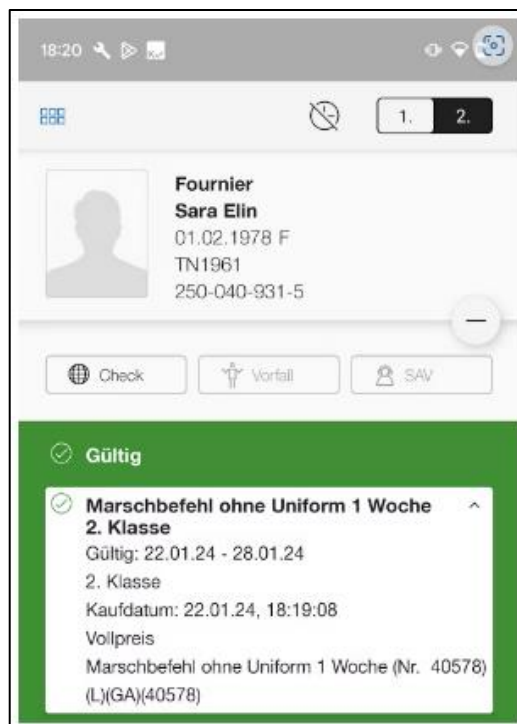 18:20
1. 2.
Fournier
Sara Elin
01.02.1978 F
TN1961
250-040-931-5
Check Vorfall SAV
Gültig
Marschbefehl ohne Uniform 1 Woche
2. Klasse
Gültig: 22.01.24 - 28.01.24
2. Klasse
Kaufdatum: 22.01.24, 18:19:08
Vollpreis
Marschbefehl ohne Uniform 1 Woche (Nr. 40578)
(L)(GA)(40578)